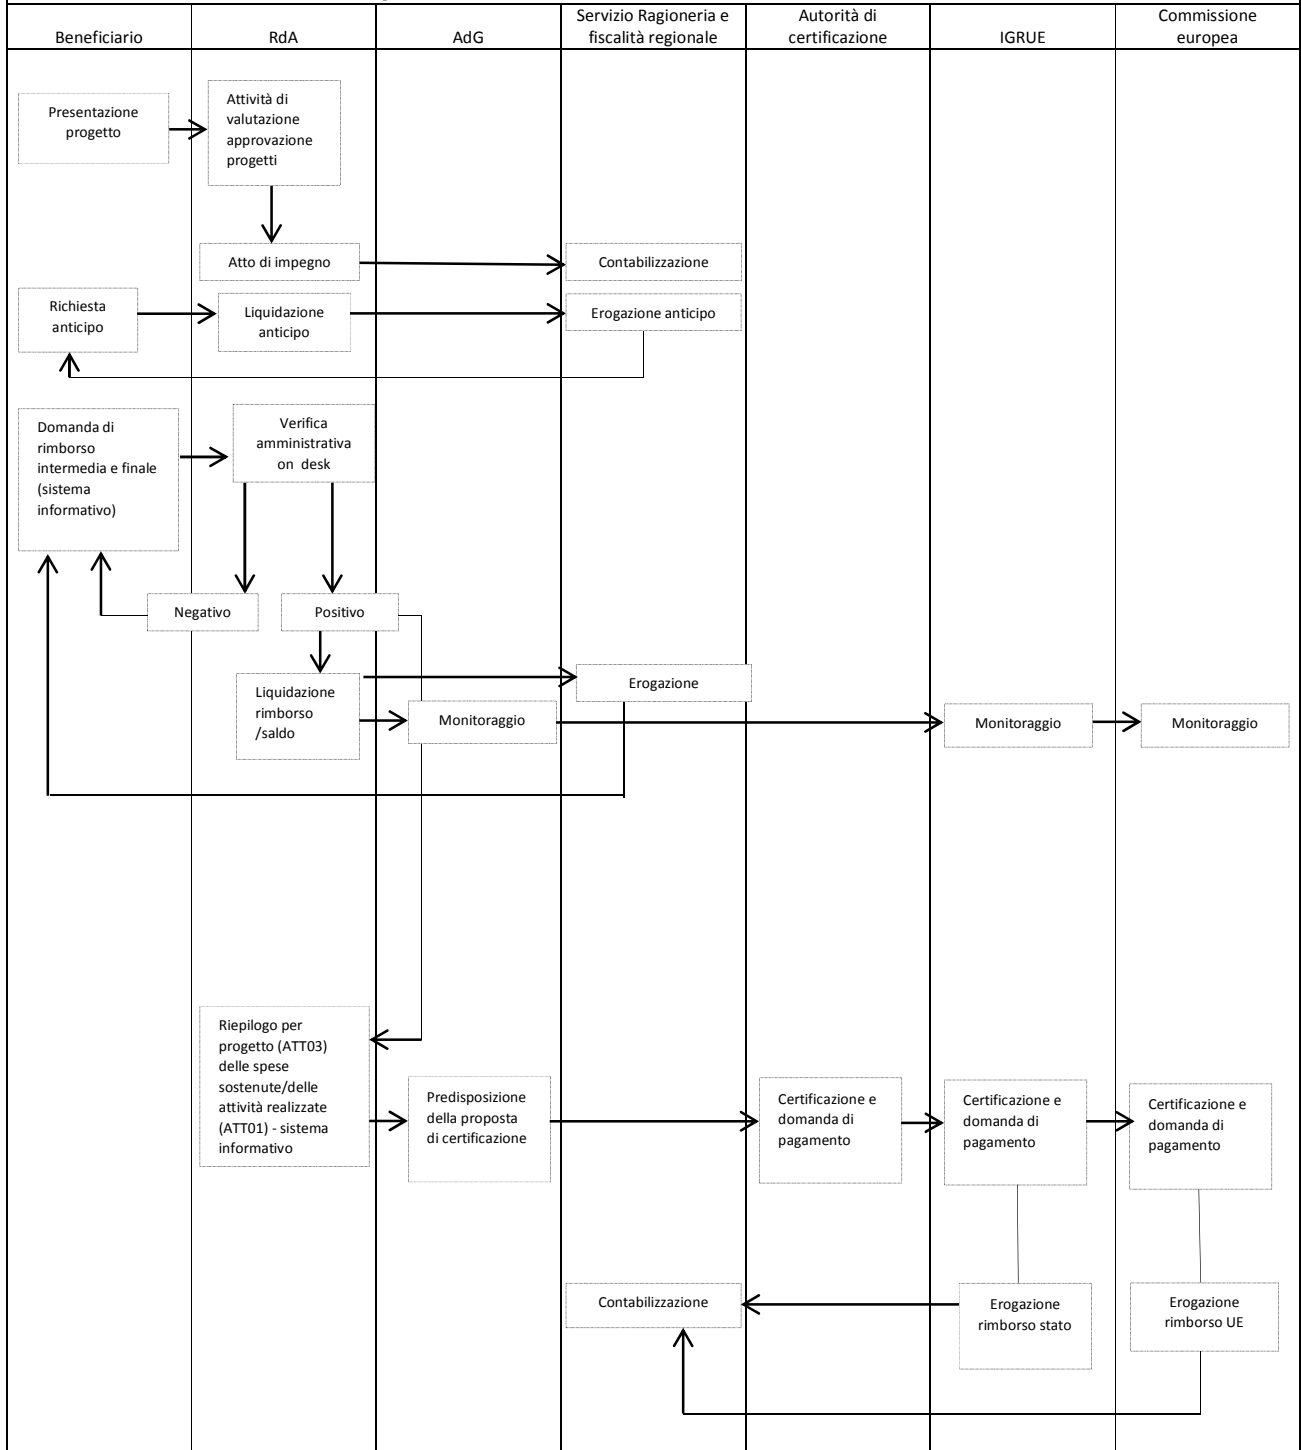 Beneficiario
RdA
AdG
Servizio Ragioneria e
fiscalità regionale
Autorità di
certificazione
IGRUE
Commissione
europea
Presentazione
progetto
Attività di
valutazione
approvazione
progetti
Atto di impegno
Contabilizzazione
Richiesta
anticipo
Liquidazione
anticipo
Erogazione anticipo
Domanda di
rimborso
intermedia e finale
(sistema
informativo)
Verifica
amministrativa
on desk
Negativo
Positivo
Liquidazione
rimborso
/saldo
Erogazione
Monitoraggio
Monitoraggio
Monitoraggio
Riepilogo per
progetto (ATT03)
delle spese
sostenute/delle
attività realizzate
(ATT01) - sistema
informativo
Predisposizione
della proposta
di certificazione
Certificazione e
domanda di
pagamento
Certificazione e
domanda di
pagamento
Certificazione e
domanda di
pagamento
Contabilizzazione
Erogazione
rimborso stato
Erogazione
rimborso UE